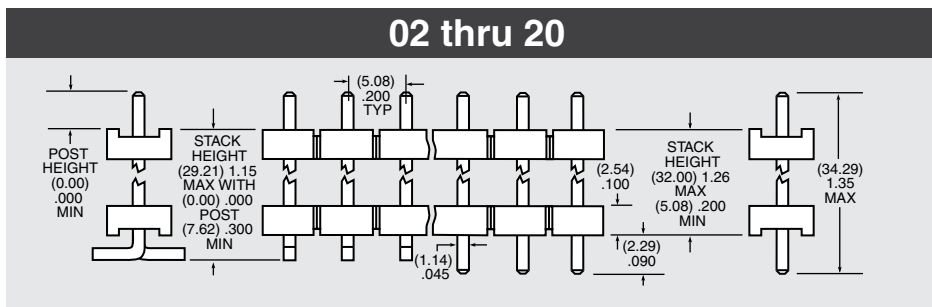 02 thru 20
POST
HEIGHT
(0.00)
.000
MIN
STACK
HEIGHT
(29.21) 1.15
MAX WITH
(0.00) .000
POST
(7.62) .300
MIN
(5.08)
.200
TYP
(1.14)
.045
(2.54)
.100
(2.29)
.090
STACK
HEIGHT
(32.00) 1.26
MAX
(5.08) .200
MIN
(34.29)
1.35
MAX